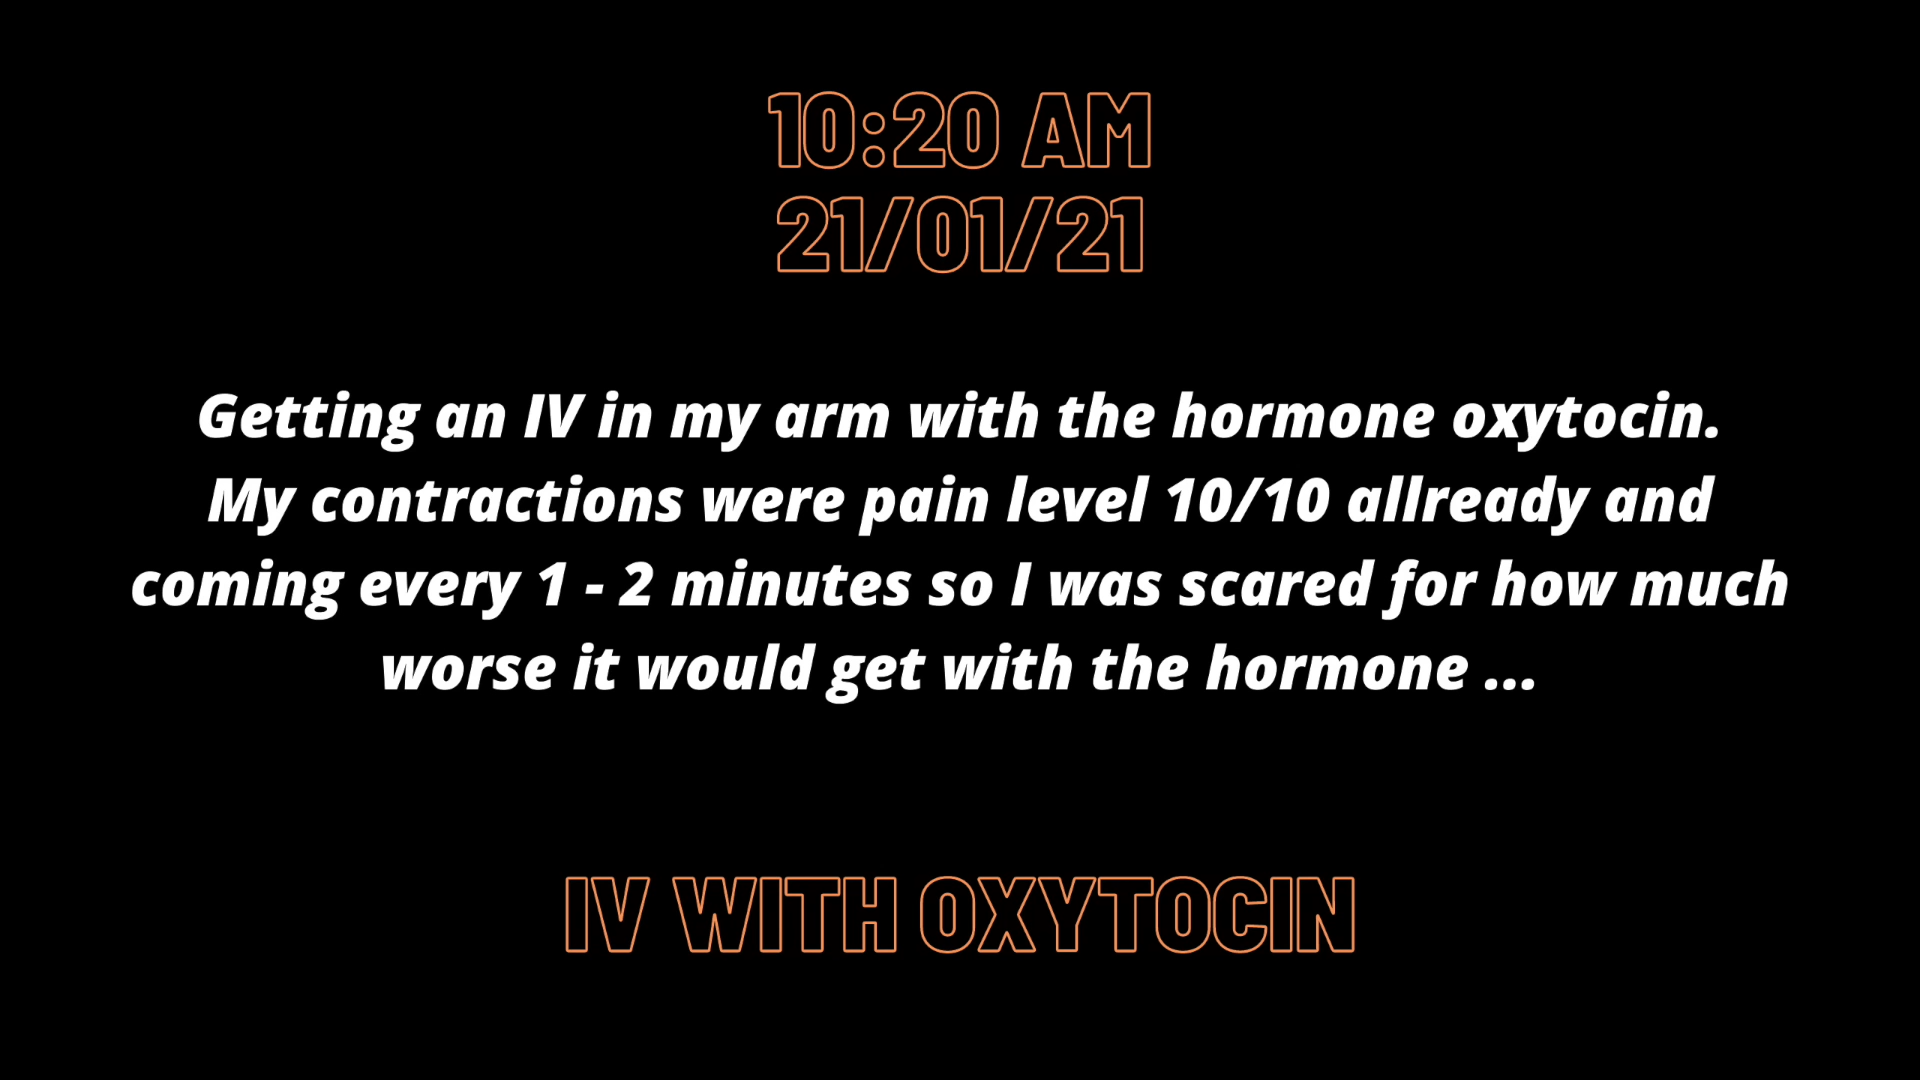 10:20 AM
21/01/21
Getting an IV in my arm with the hormone oxytocin.
My contractions were pain level 10/10 allready and
coming every 1 - 2 minutes so I was scared for how much
worse it would get with the hormone ...
IV WITH OXYTOCIN